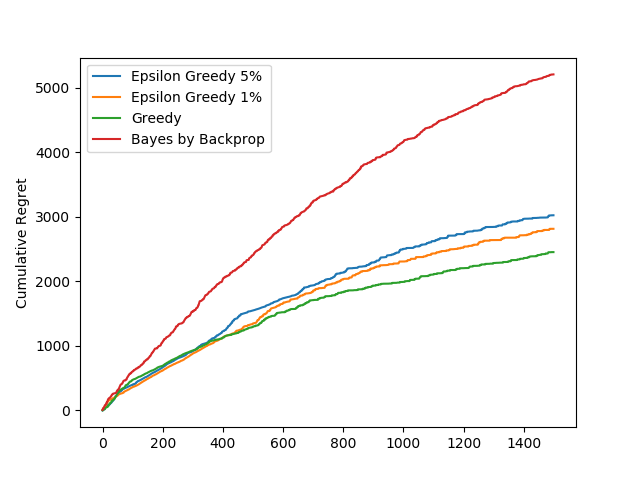 Epsilon Greedy 5%
Epsilon Greedy 1%
Greedy
Bayes by Backprop
Cumulative Regret
5000
4000
3000
2000
1000
0
0 200 400 600 800 1000 1200 1400